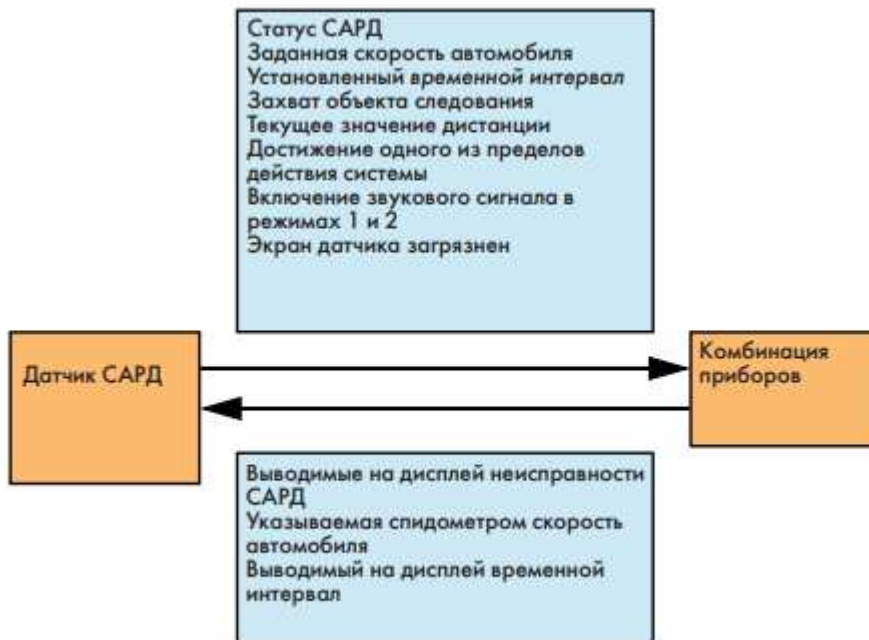 Статус САРД
Заданная скорость автомобиля
Установленный временной интервал
Захват объекта следования
Текущее значение дистанции
Достижение одного из пределов
действия системы
Включение звукового сигнала в
режимах 1 и 2
Экран датчика загрязнен
Датчик САРД
Комбинация
приборов
Выводимые на дисплей неисправности
САРД
Указываемая спидометром скорость
автомобиля
Выводимый на дисплей временной
интервал